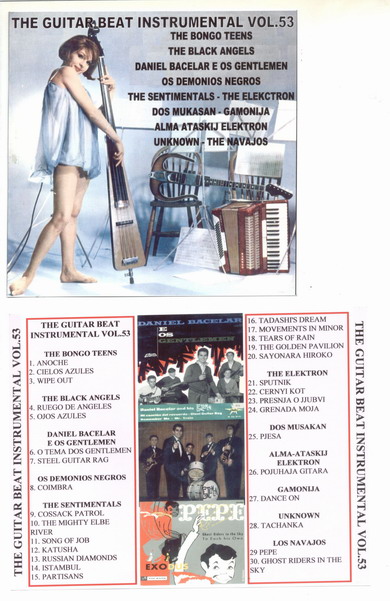 THE GUITAR BEAT INSTRUMENTAL VOL.53
THE BONGO TEENS
THE BLACK ANGELS
DANIEL BACELAR E OS GENTLEMEN
OS DEMONIOS NEGROS
THE SENTIMENTALS - THE ELEKCTRON
DOS MUKASAN - GAMONIJA
ALMA ATASKIJ ELEKTRON
UNKNOWN - THE NAVAJOS
THE GUITAR BEAT INSTRUMENTAL VOL.53
THE GUITAR BEAT
INSTRUMENTAL VOL.53
THE BONGO TEENS
1. ANOCHE
2. CIELOS AZULES
3. WIPE OUT
THE BLACK ANGELS
4. RUEGO DE ANGELES
5. OJOS AZULES
DANIEL BACELAR
E OS GENTLEMEN
6. O TEMA DOS GENTLEMEN
7. STEEL GUITAR RAG
OS DEMONIOS NEGROS
8. COIMBRA
THE SENTIMENTALS
9. COSSACK PATROL
10. THE MIGHTY ELBE
RIVER
11. SONG OF JOB
12. KATUSHA
13. RUSSIAN DIAMONDS
14. ISTAMBUL
15. PARTISANS
DANIEL BACELAR
E
OS
GENTLEMEN
Daniel Bacelar and his
PEPE
EXODUS
16. TADASHI'S DREAM
17. MOVEMENTS IN MINOR
18. TEARS OF RAIN
19. THE GOLDEN PAVILION
20. SAYONARA HIROKO
THE ELEKTRON
21. SPUTNIK
22. CERNYI KOT
23. PRESNJA O LJUBVI
24. GRENADA MOJA
DOS MUSAKAN
25. PJESA
ALMA-ATASKIJ
ELEKTRON
26. POJUHAJA GITARA
GAMONIJA
27. DANCE ON
UNKNOWN
28. TACHANKA
LOS NAVAJOS
29 PEPE
30. GHOST RIDERS IN THE
SKY
THE GUITAR BEAT INSTRUMENTAL VOL.53